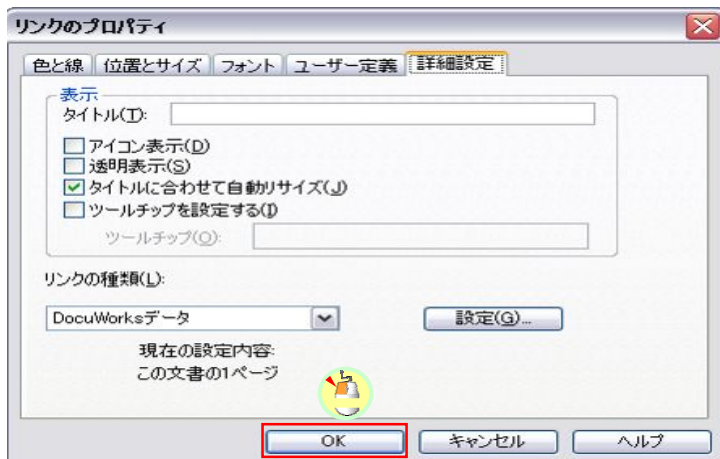 リンクのプロパティ
色と線 位置とサイズ フォント ユーザー定義 詳細設定
表示
タイトル(T):
アイコン表示(D)
透明表示(S)
タイトルに合わせて自動リサイズ(J)
ツールチップを設定する(I)
ツールチップ(O):
リンクの種類(L):
DocuWorksデータ 設定(G)...
現在の設定内容:
この文書の1ページ
OK キャンセル ヘルプ